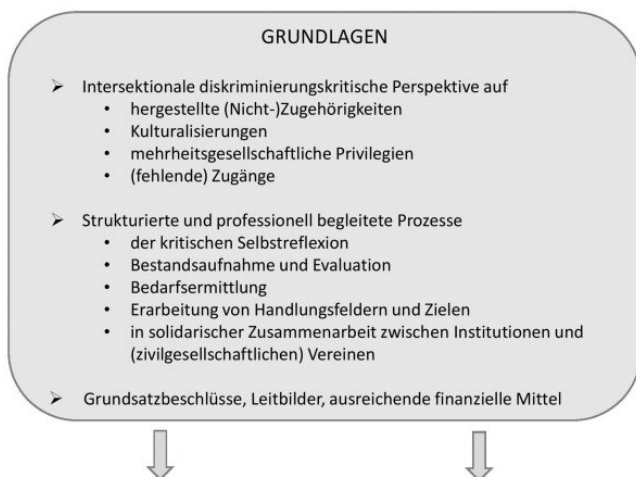 GRUNDLAGEN
➢ Intersektionale diskriminierungskritische Perspektive auf
• hergestellte (Nicht-)Zugehörigkeiten
• Kulturalisierungen
• mehrheitsgesellschaftliche Privilegien
• (fehlende) Zugänge
➢ Strukturierte und professionell begleitete Prozesse
• der kritischen Selbstreflexion
• Bestandsaufnahme und Evaluation
• Bedarfsermittlung
• Erarbeitung von Handlungsfeldern und Zielen
• in solidarischer Zusammenarbeit zwischen Institutionen und
(zivilgesellschaftlichen) Vereinen
➢ Grundsatzbeschlüsse, Leitbilder, ausreichende finanzielle Mittel